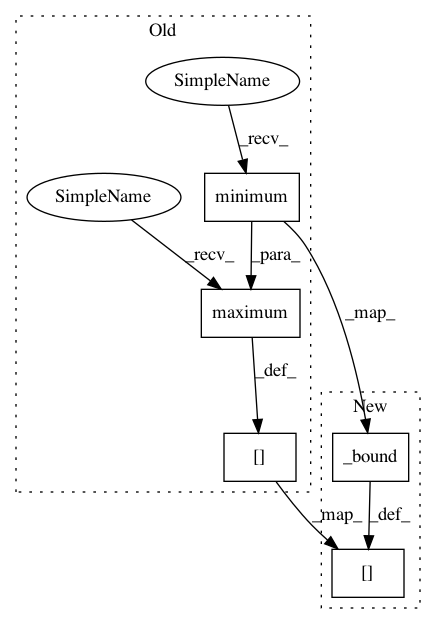 Old
SimpleName
_recv_
SimpleName
minimum
_recv_
_para_
maximum
_map_
_def_
New
[]
_bound
_map_
_def_
[]